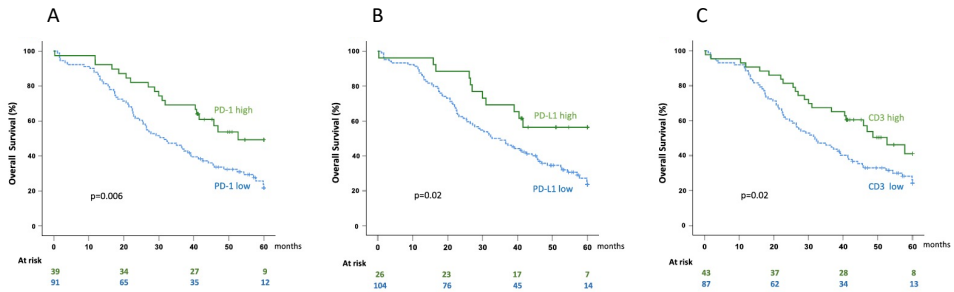 A
Overall Survival (%)
100
80
60
40
20
0
PD-1 high
PD-1 low
p=0.006
0 10 20 30 40 50 60 months
At risk
39 34 27 9
91 65 35 12
B
Overall Survival (%)
100
80
60
40
20
0
PD-L1 high
PD-L1 low
p=0.02
0 10 20 30 40 50 60 months
At risk
26 23 17 7
104 76 45 14
C
Overall Survival (%)
100
80
60
40
20
0
CD3 high
CD3 low
p=0.02
0 10 20 30 40 50 60 months
At risk
43 37 28 8
87 62 34 13